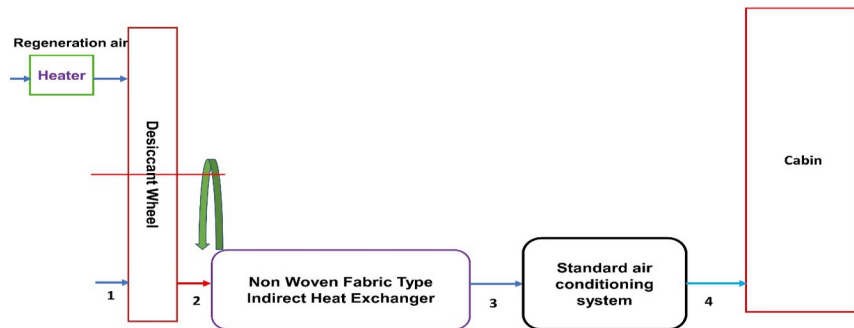 Regeneration air
Heater
Desiccant Wheel
Cabin
1
2
Non Woven Fabric Type
Indirect Heat Exchanger
3
Standard air
conditioning
system
4